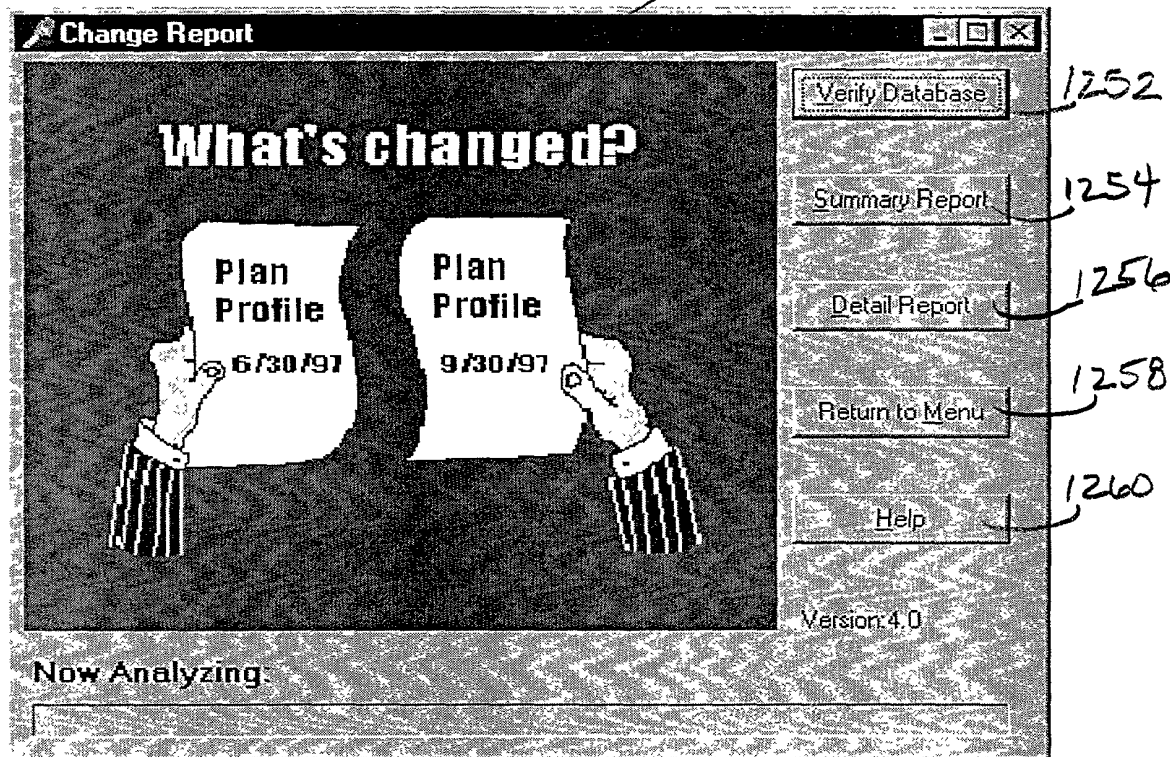 Change Report
What's changed?
Plan
Profile
6/30/97
Plan
Profile
9/30/97
Verify Database
1252
Summary Report
1254
Detail Report
1256
Return to Menu
1258
Help
1260
Version:4.0
Now Analyzing: